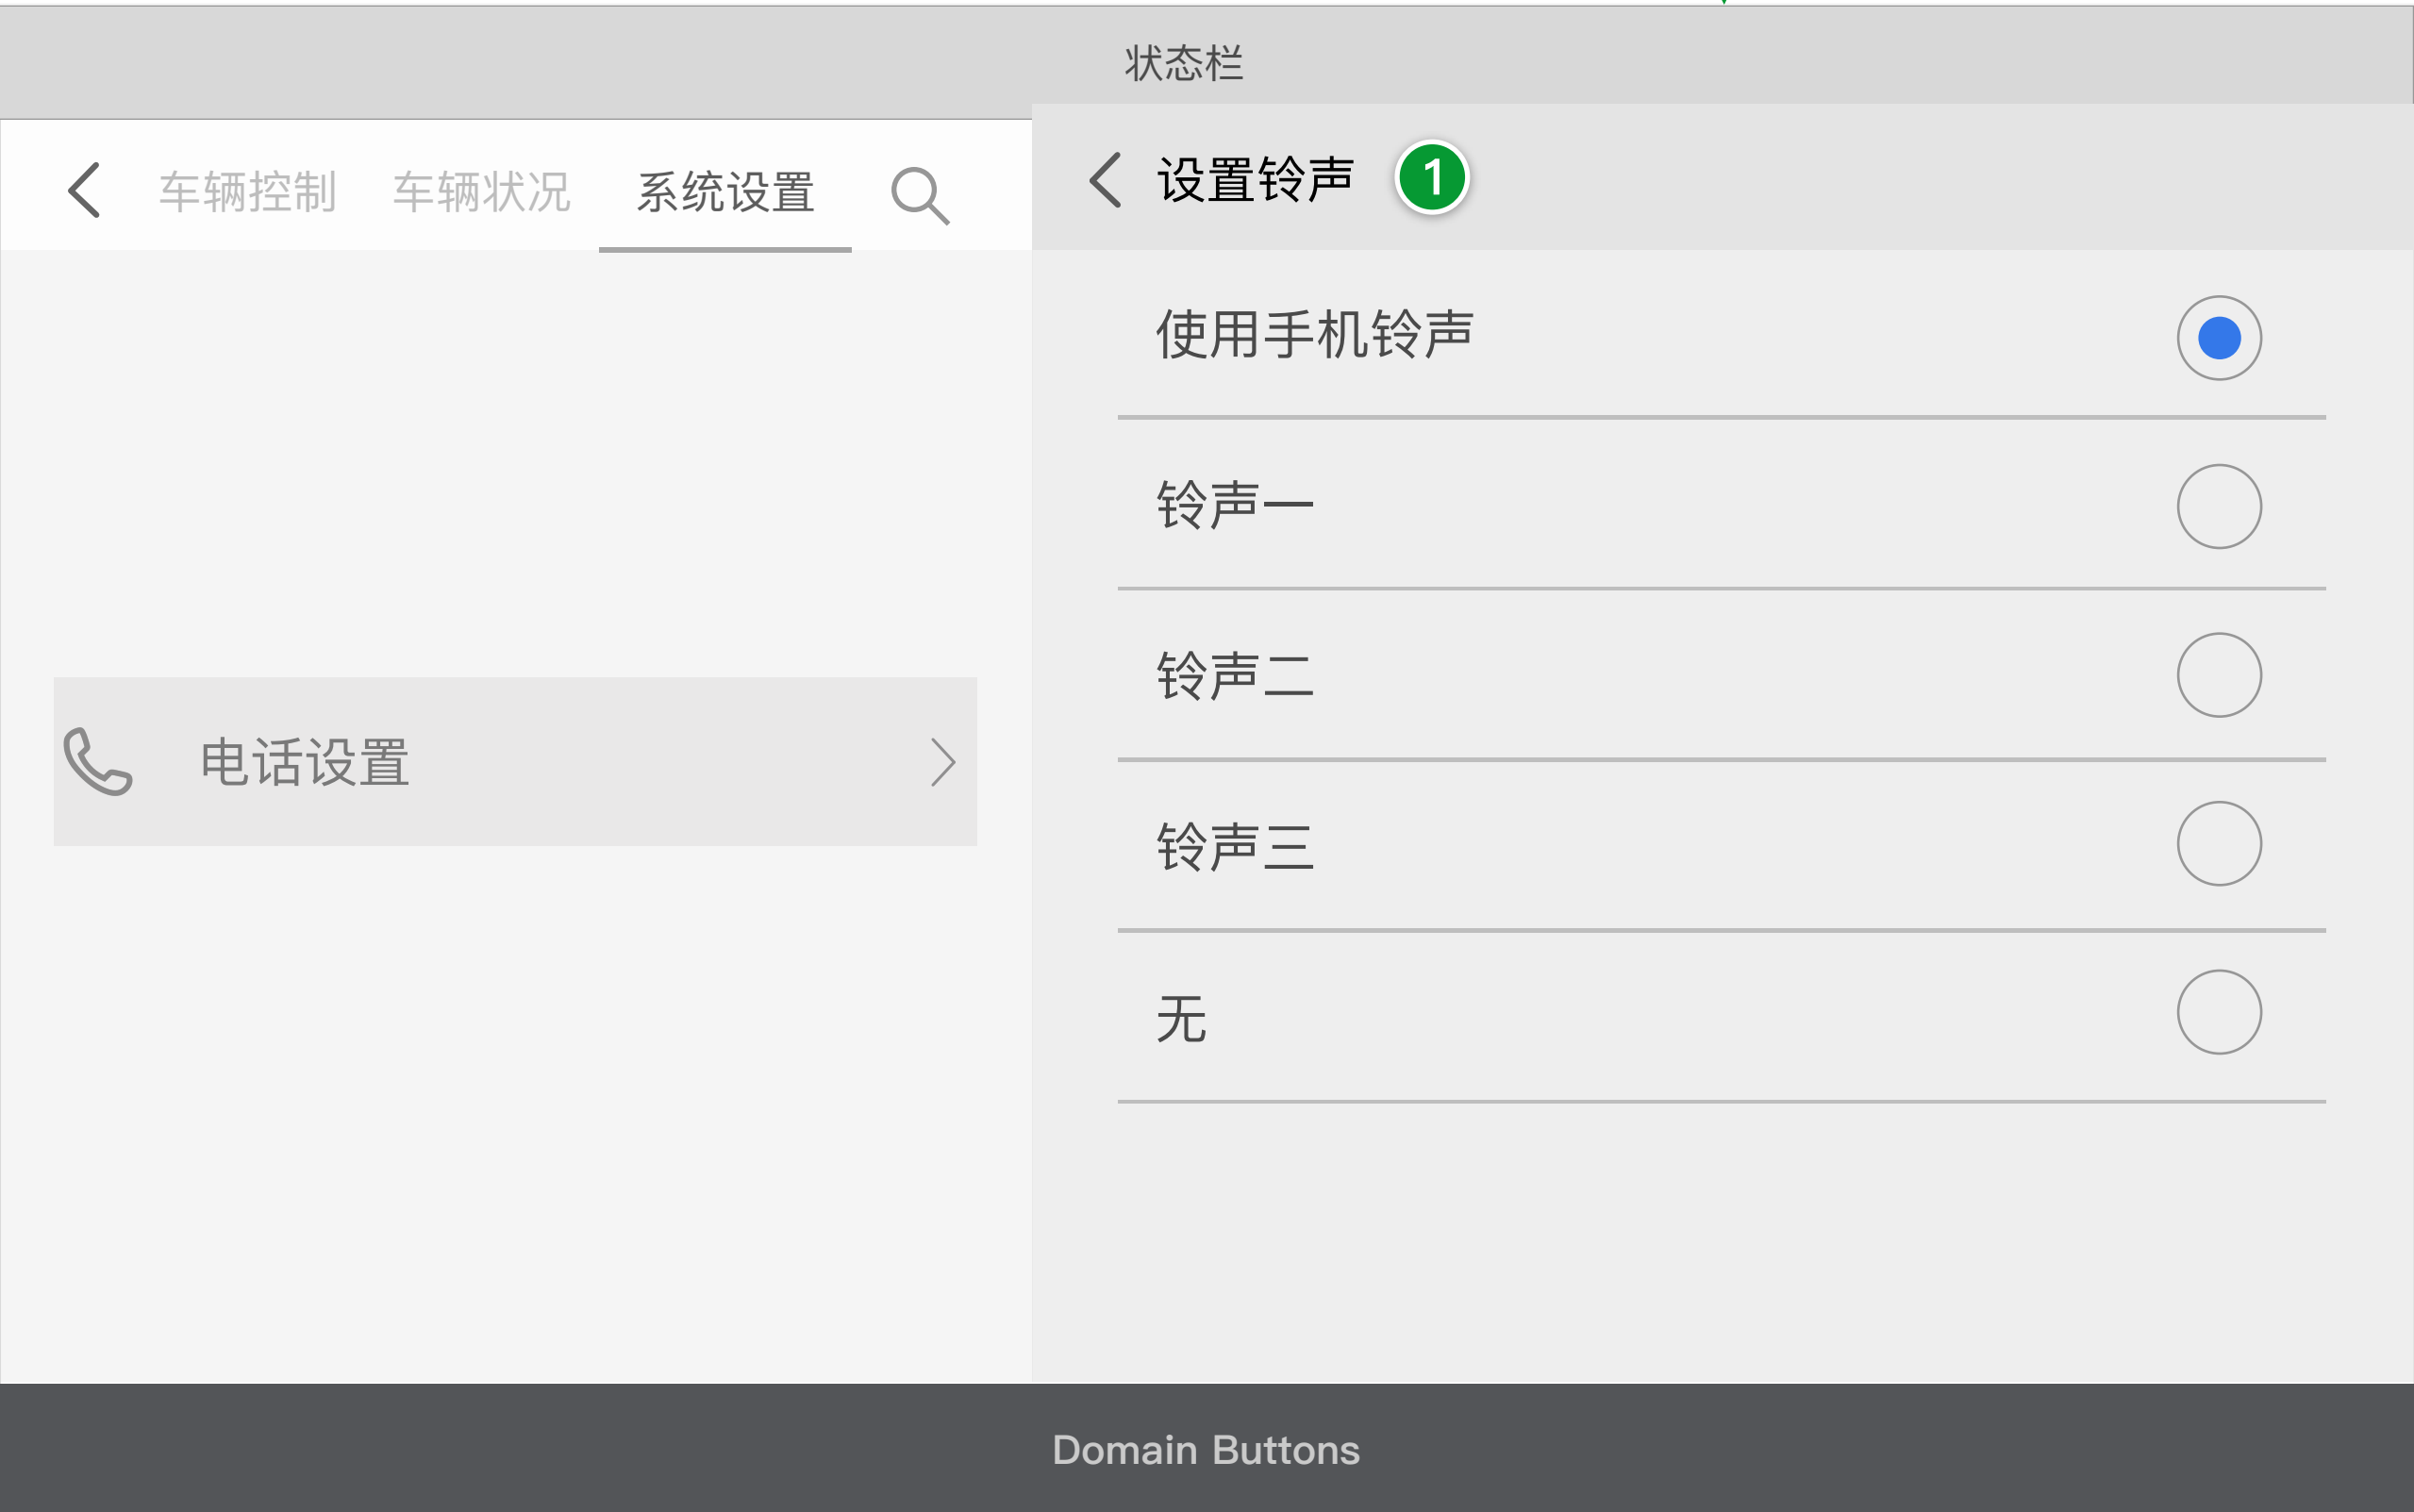 状态栏
车辆控制 车辆状况 系统设置
设置铃声 1
使用手机铃声
铃声一
铃声二
电话设置
铃声三
无
Domain Buttons